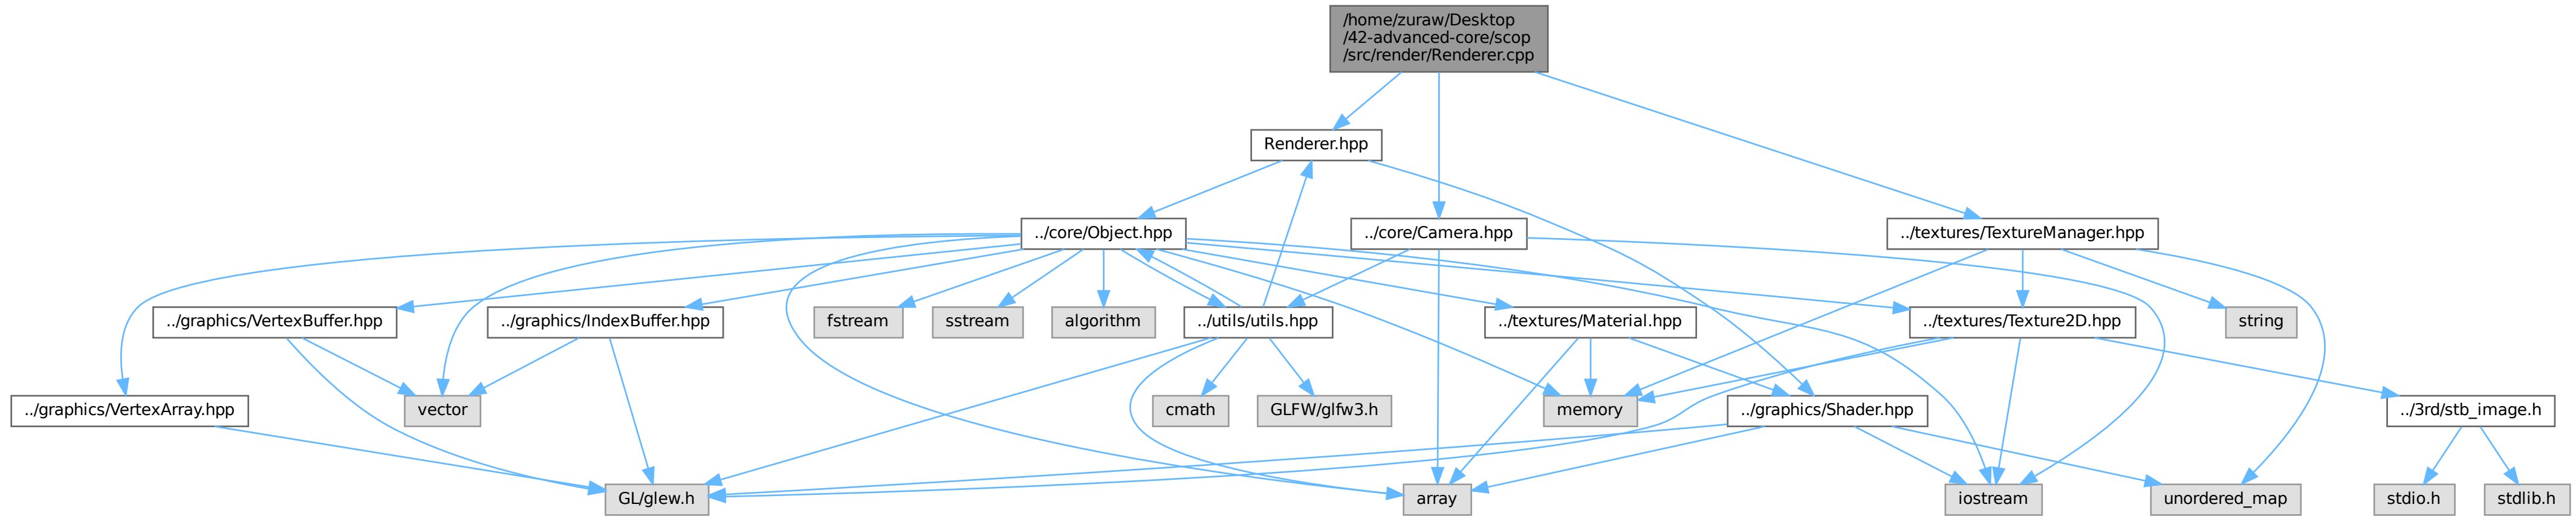 /home/zuraw/Desktop
/42-advanced-core/scop
/src/render/Renderer.cpp
Renderer.hpp
../core/Object.hpp
../core/Camera.hpp
../textures/TextureManager.hpp
../graphics/VertexBuffer.hpp
../graphics/IndexBuffer.hpp
fstream
sstream
algorithm
../utils/utils.hpp
../textures/Material.hpp
../textures/Texture2D.hpp
string
../graphics/VertexArray.hpp
vector
cmath
GLFW/glfw3.h
memory
../graphics/Shader.hpp
../3rd/stb_image.h
GL/glew.h
array
iostream
unordered_map
stdio.h
stdlib.h